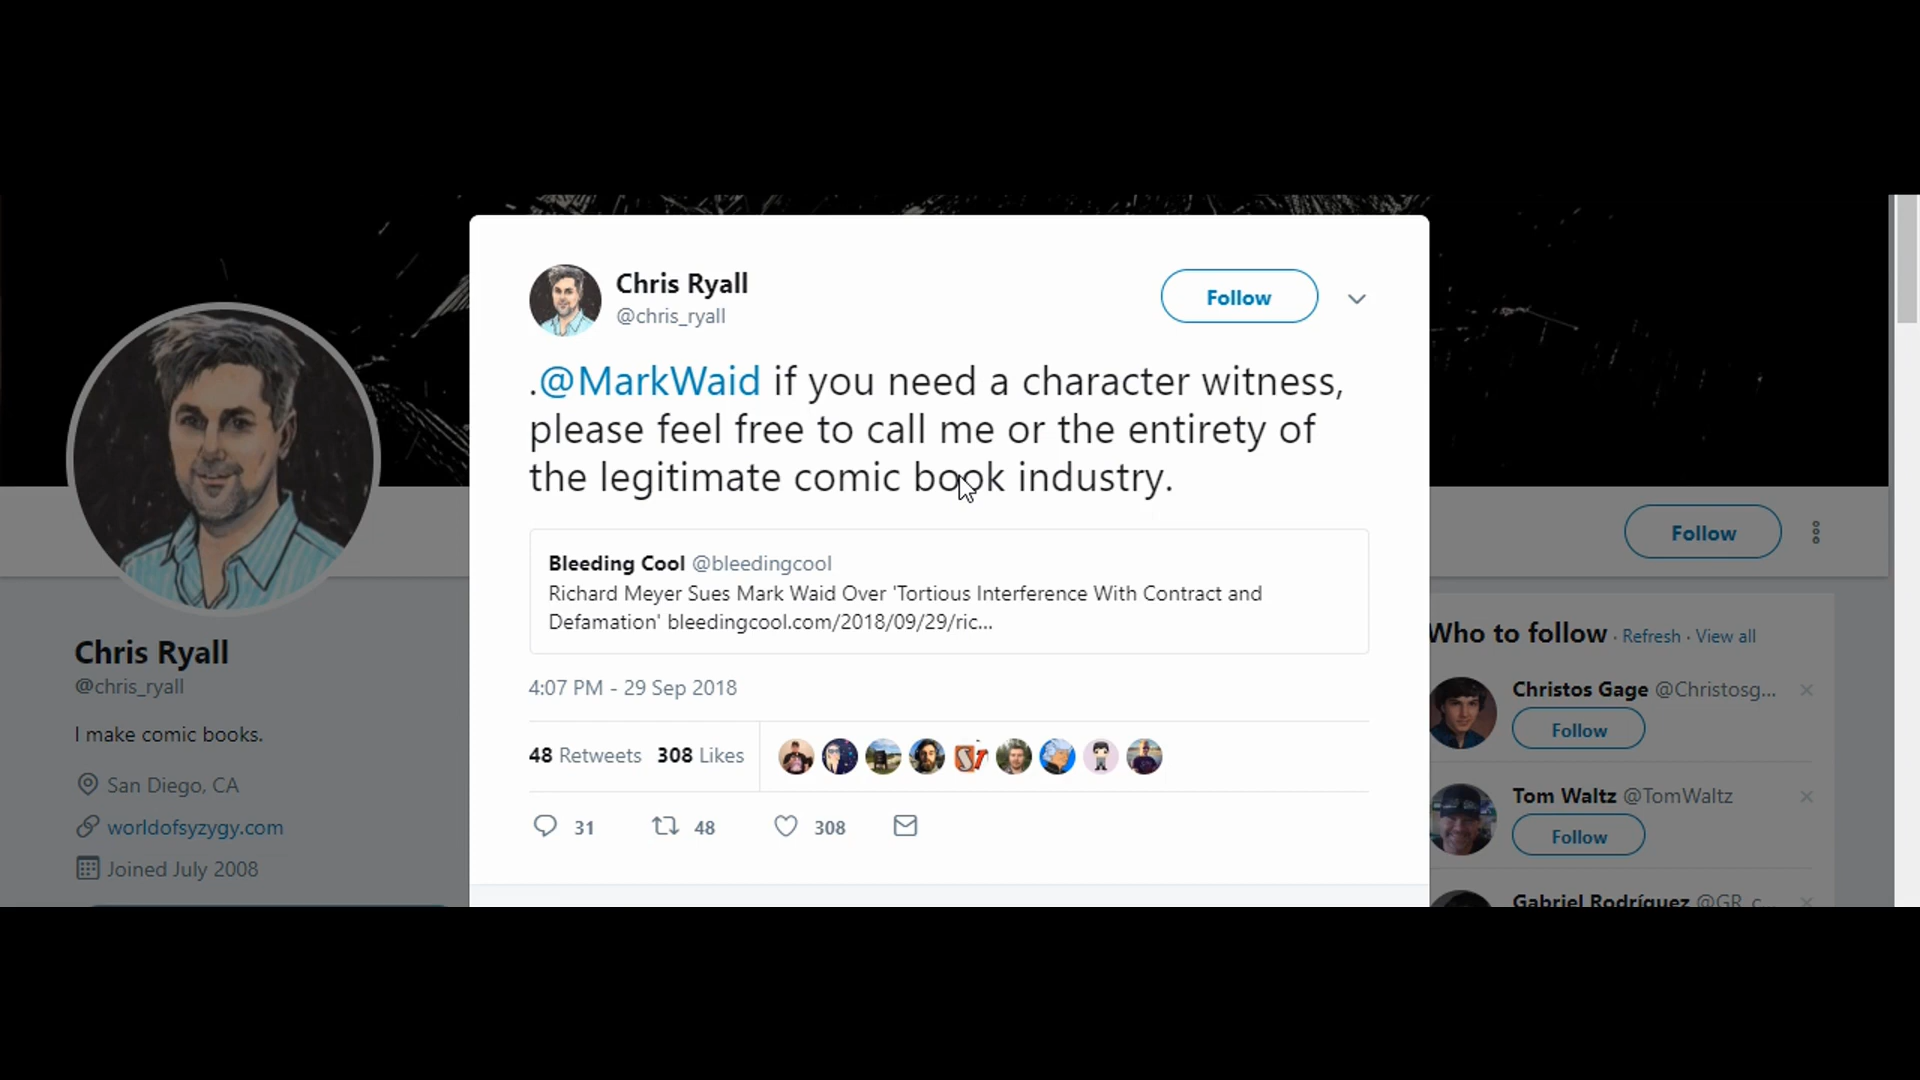 Chris Ryall
@chris_ryall
Follow
.@MarkWaid if you need a character witness,
please feel free to call me or the entirety of
the legitimate comic book industry.
Bleeding Cool @bleedingcool
Richard Meyer Sues Mark Waid Over 'Tortious Interference With Contract and
Defamation' bleedingcool.com/2018/09/29/ric...
4:07 PM - 29 Sep 2018
48 Retweets 308 Likes
31 48 308
Chris Ryall
@chris_ryall
I make comic books.
San Diego, CA
worldofsyzygy.com
Joined July 2008
Follow
Who to follow · Refresh · View all
Christos Gage @Christosg...
Follow
Tom Waltz @TomWaltz
Follow
Gabriel Rodríguez @GR_c...